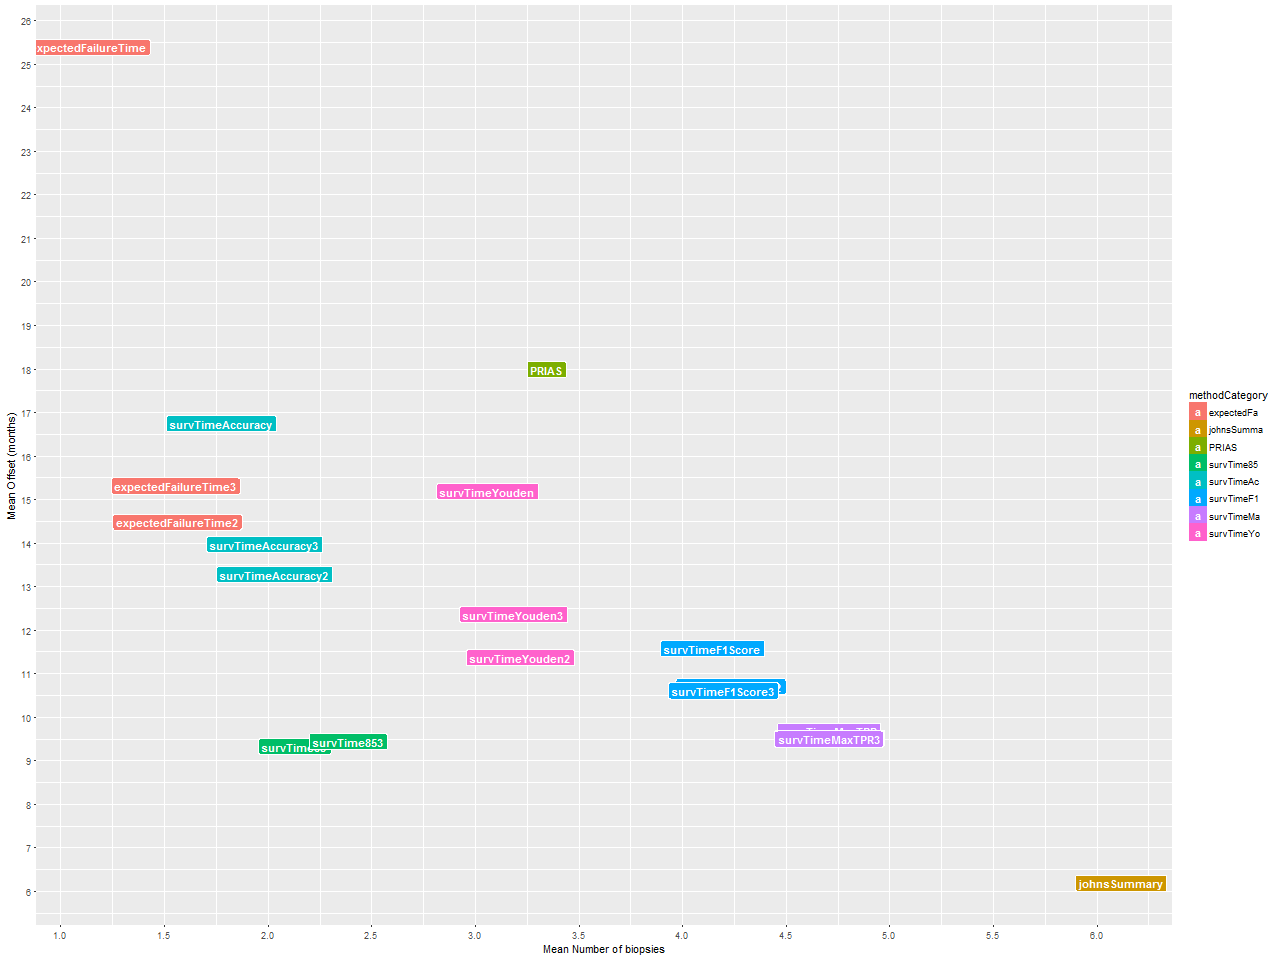 26
25
24
23
22
21
20
19
18
17
16
15
14
13
12
11
10
9
8
7
6
Mean Offset (months)
xpectedFailureTime
PRIAS
survTimeAccuracy
expectedFailureTime3
survTimeYouden
expectedFailureTime2
survTimeAccuracy3
survTimeAccuracy2
survTimeYouden3
survTimeF1Score
survTimeYouden2
survTimeF1Score3
survTimeMaxTPR3
survTime853
johnsSummary
1.0 1.5 2.0 2.5 3.0 3.5 4.0 4.5 5.0 5.5 6.0
Mean Number of biopsies
methodCategory
a expectedFa
a johnsSumma
a PRIAS
a survTime85
a survTimeAc
a survTimeF1
a survTimeMa
a survTimeYo